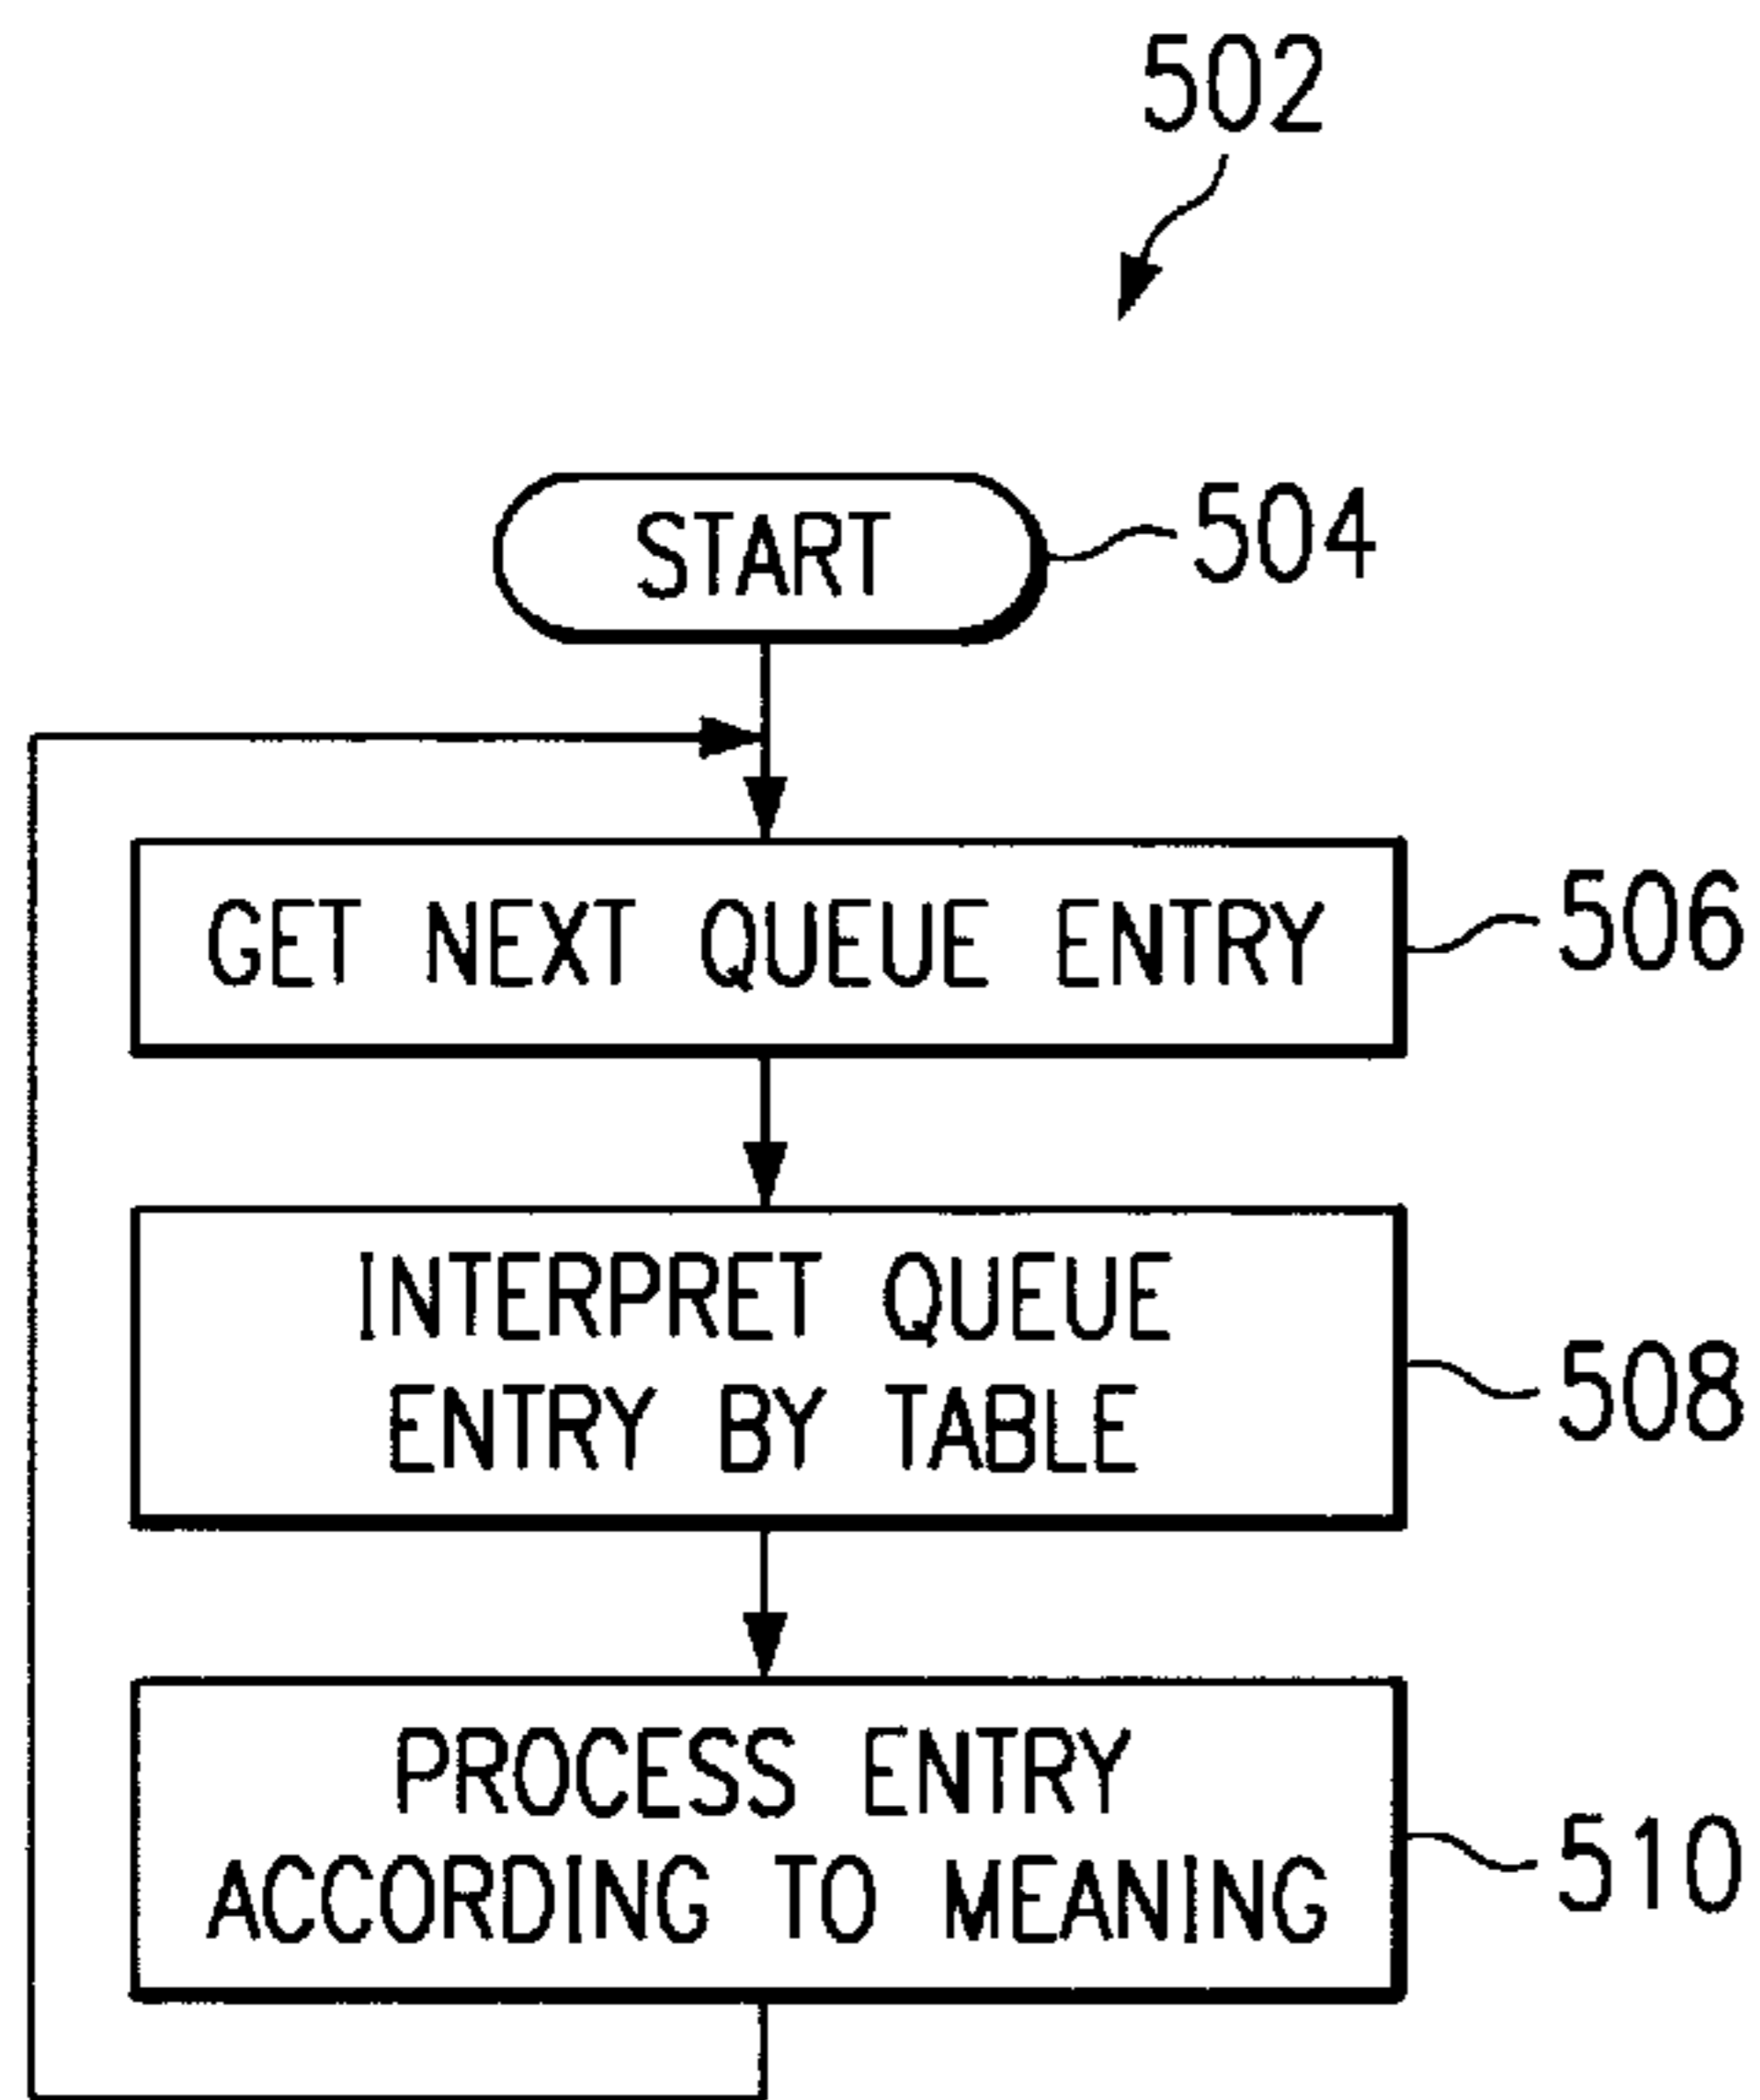 502
START
504
GET NEXT QUEUE ENTRY
506
INTERPRET QUEUE
ENTRY BY TABLE
508
PROCESS ENTRY
ACCORDING TO MEANING
510